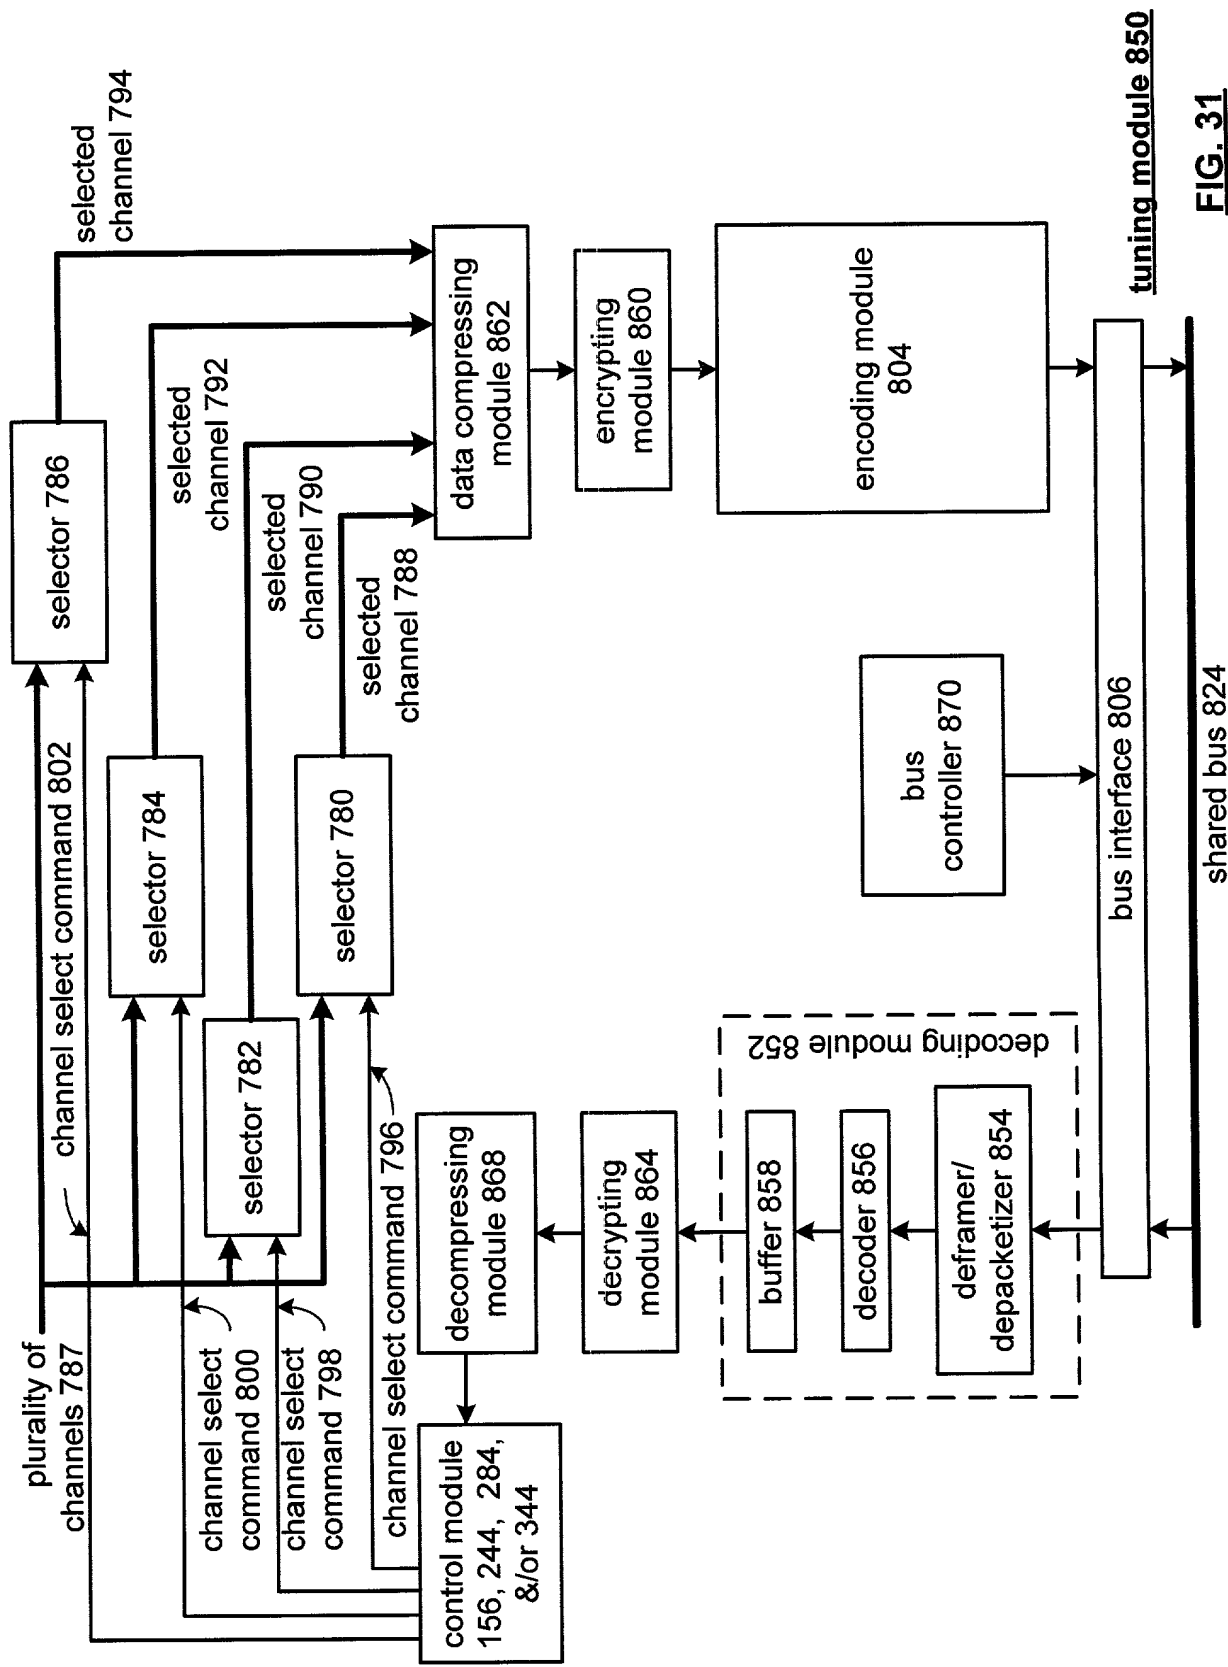 plurality of
channels 787
channel select command 802
selector 786
selected
channel 794
channel select
command 800
selector 784
selected
channel 792
channel select
command 798
selector 782
selected
channel 790
channel select command 796
selector 780
selected
channel 788
control module
156, 244, 284,
&/or 344
decompressing
module 868
data compressing
module 862
decrypting
module 864
encrypting
module 860
decoding module 852
buffer 858
decoder 856
deframer/
depacketizer 854
bus
controller 870
encoding module
804
bus interface 806
shared bus 824
tuning module 850
FIG. 31